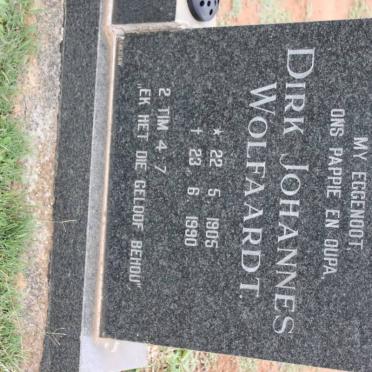 MY EGGENOOT,
ONS PAPPIE EN OUPA,
DIRK JOHANNES
WOLFAARDT.
* 22 5 1905
† 23 6 1990
2 TIM 4 : 7
„EK HET DIE GELOOF BEHOU"